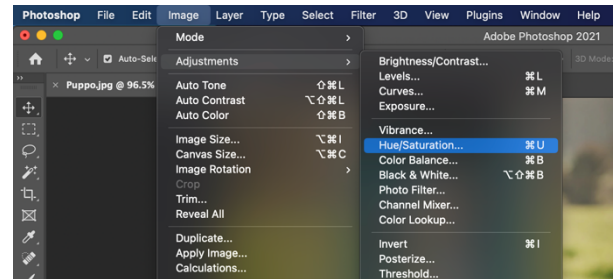 Photoshop File Edit Image Layer Type Select Filter 3D View Plugins Window Help
Adobe Photoshop 2021
Auto-Sele
3D Mode:
Puppo.jpg @ 96.5%
Mode
Adjustments
Auto Tone ⇧⌘L
Auto Contrast ⌥⇧⌘L
Auto Color ⇧⌘B
Image Size... ⌥⌘I
Canvas Size... ⌥⌘C
Image Rotation
Crop
Trim...
Reveal All
Duplicate...
Apply Image...
Calculations...
Brightness/Contrast...
Levels... ⌘L
Curves... ⌘M
Exposure...
Vibrance...
Hue/Saturation... ⌘U
Color Balance... ⌘B
Black & White... ⌥⇧⌘B
Photo Filter...
Channel Mixer...
Color Lookup...
Invert ⌘I
Posterize...
Threshold...